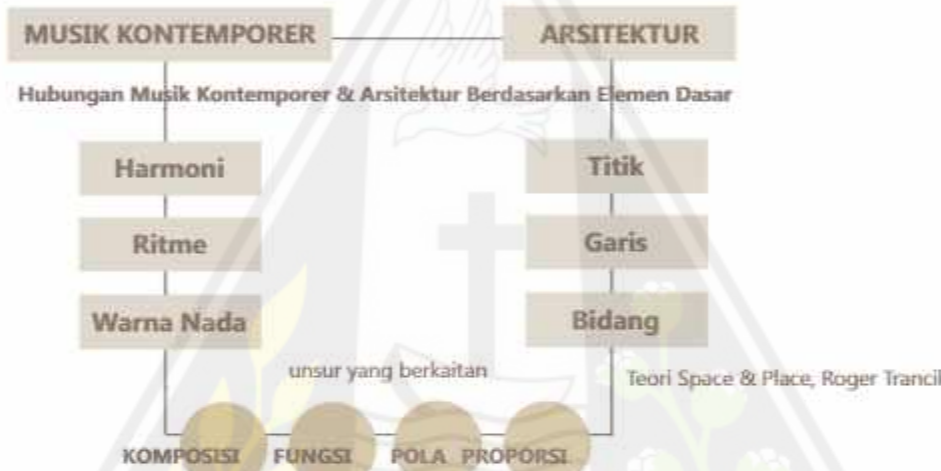 MUSIK KONTEMPORER ARSITEKTUR
Hubungan Musik Kontemporer & Arsitektur Berdasarkan Elemen Dasar
Harmoni Titik
Ritme Garis
Warna Nada Bidang
unsur yang berkaitan
Teori Space & Place, Roger Trancil
KOMPOSISI FUNGSI POLA PROPORSI